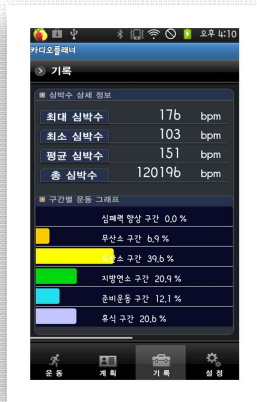 오후 4:10
카디오플래너
기록
심박수 상세 정보
최대 심박수 176 bpm
최소 심박수 103 bpm
평균 심박수 151 bpm
총 심박수 120196 bpm
구간별 운동 그래프
심폐력 향상 구간 0.0 %
무산소 구간 6.9 %
유산소 구간 39.6 %
지방연소 구간 20.9 %
준비운동 구간 12.1 %
휴식 구간 20.6 %
운동 계획 기록 설정